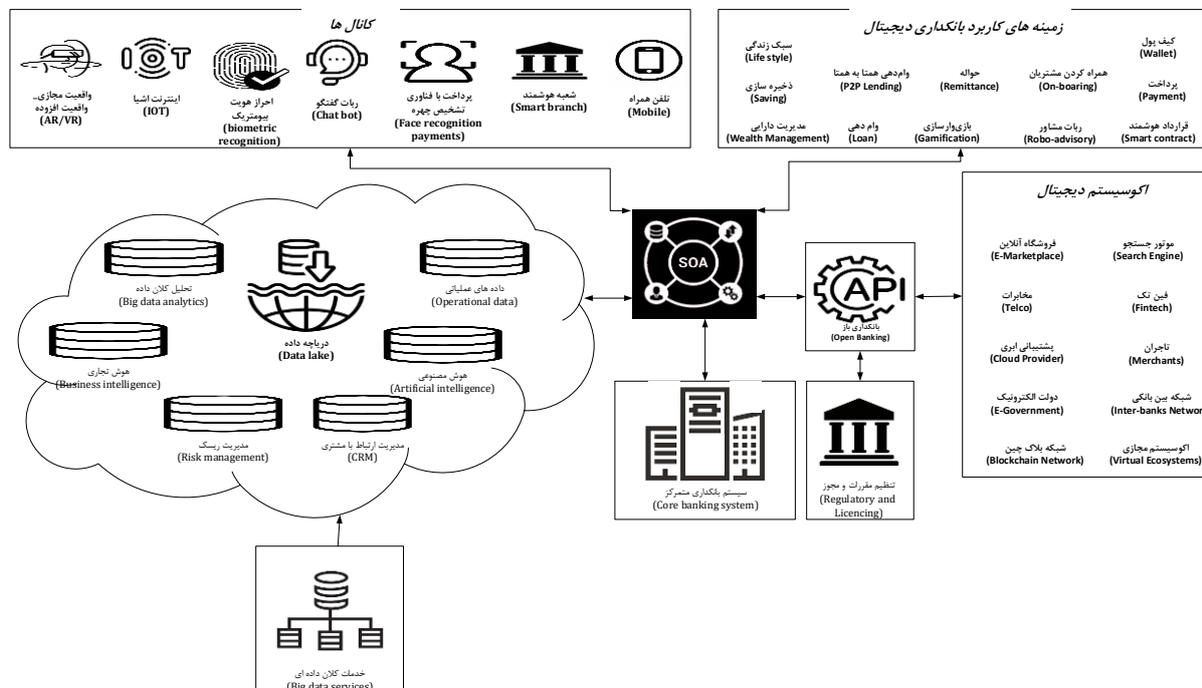 کانال ها
واقعیت مجازی_
واقعیت افزوده
(AR/VR)
اینترنت اشیا
(IOT)
احراز هویت
بیومتریک
(biometric
recognition)
ربات گفتگو
(Chat bot)
پرداخت با فناوری
تشخیص چهره
(Face recognition
payments)
شعبه هوشمند
(Smart branch)
تلفن همراه
(Mobile)
زمینه های کاربرد بانکداری دیجیتال
سبک زندگی
(Life style)
ذخیره سازی
(Saving)
مدیریت دارایی
(Wealth Management)
وام‌دهی همتا به همتا
(P2P Lending)
وام دهی
(Loan)
حواله
(Remittance)
بازی‌وارسازی
(Gamification)
همراه کردن مشتریان
(On-boaring)
ربات مشاور
(Robo-advisory)
کیف پول
(Wallet)
پرداخت
(Payment)
قرارداد هوشمند
(Smart contract)
تحلیل کلان داده
(Big data analytics)
هوش تجاری
(Business intelligence)
مدیریت ریسک
(Risk management)
دریاچه داده
(Data lake)
داده های عملیاتی
(Operational data)
هوش مصنوعی
(Artificial intelligence)
مدیریت ارتباط با مشتری
(CRM)
SOA
API
بانکداری باز
(Open Banking)
سیستم بانکداری متمرکز
(Core banking system)
تنظیم مقررات و مجوز
(Regulatory and
Licencing)
اکوسیستم دیجیتال
فروشگاه آنلاین
(E-Marketplace)
موتور جستجو
(Search Engine)
مخابرات
(Telco)
فین تک
(Fintech)
پشتیبانی ابری
(Cloud Provider)
تاجران
(Merchants)
دولت الکترونیک
(E-Government)
شبکه بین بانکی
(Inter-banks Networ
شبکه بلاک چین
(Blockchain Network)
اکوسیستم مجازی
(Virtual Ecosystems)
خدمات کلان داده ای
(Big data services)